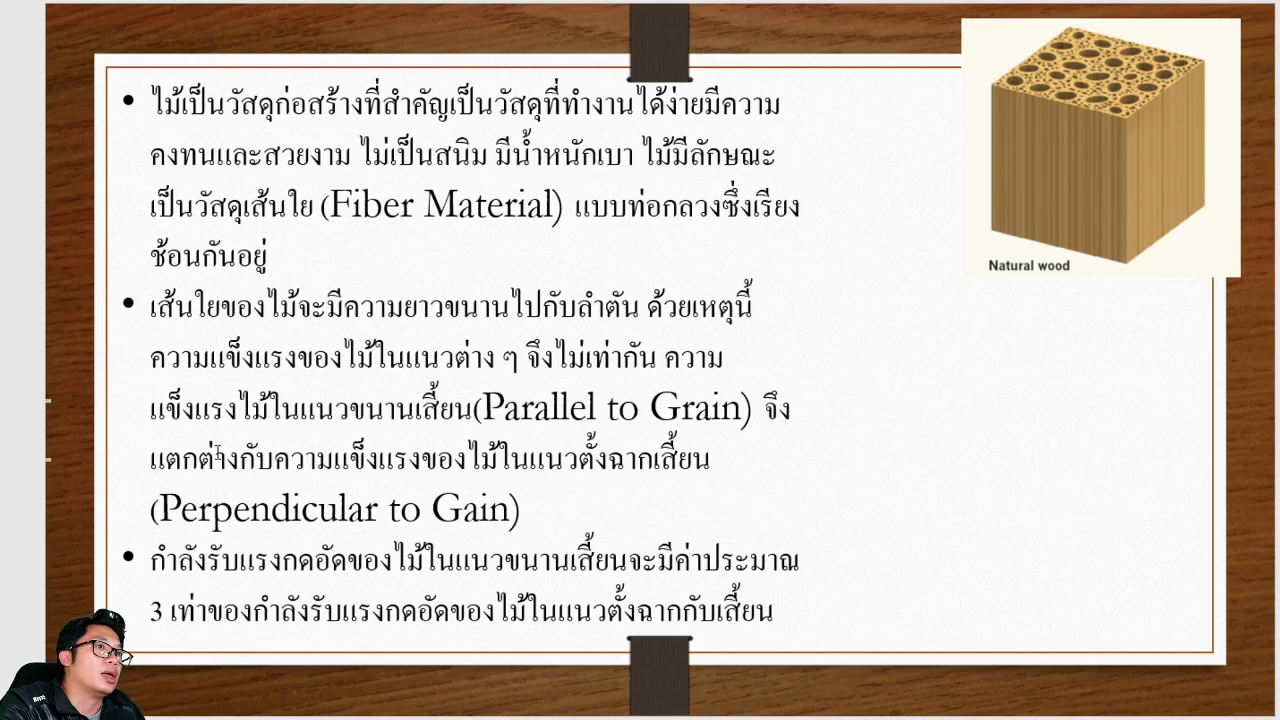 ไม้เป็นวัสดุก่อสร้างที่สำคัญเป็นวัสดุที่ทำงานได้ง่ายมีความ
คงทนและสวยงาม ไม่เป็นสนิม มีน้ำหนักเบา ไม้มีลักษณะ
เป็นวัสดุเส้นใย (Fiber Material) แบบท่อกลวงซึ่งเรียง
ช้อนกันอยู่
เส้นใยของไม้จะมีความยาวขนานไปกับลำตัน ด้วยเหตุนี้
ความแข็งแรงของไม้ในแนวต่าง ๆ จึงไม่เท่ากัน ความ
แข็งแรงไม้ในแนวขนานเสี้ยน(Parallel to Grain) จึง
แตกต่างกับความแข็งแรงของไม้ในแนวตั้งฉากเสี้ยน
(Perpendicular to Gain)
กำลังรับแรงกดอัดของไม้ในแนวขนานเสี้ยนจะมีค่าประมาณ
3 เท่าของกำลังรับแรงกดอัดของไม้ในแนวตั้งฉากกับเสี้ยน
Natural wood